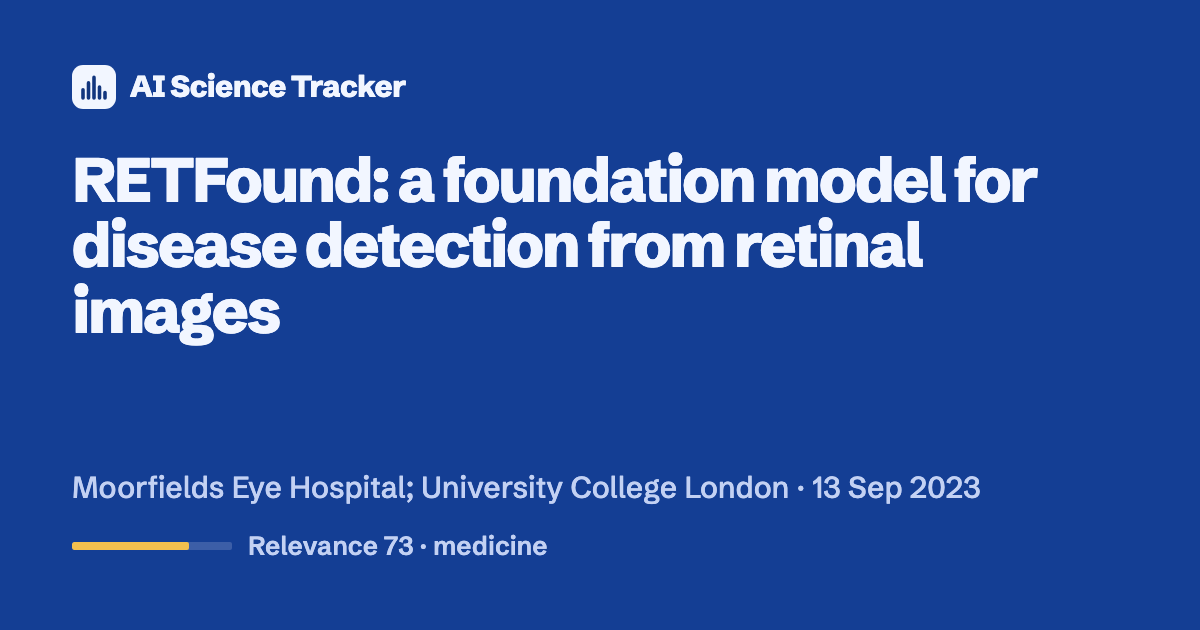 AI Science Tracker
RETFound: a foundation model for
disease detection from retinal
images
Moorfields Eye Hospital; University College London · 13 Sep 2023
Relevance 73 · medicine